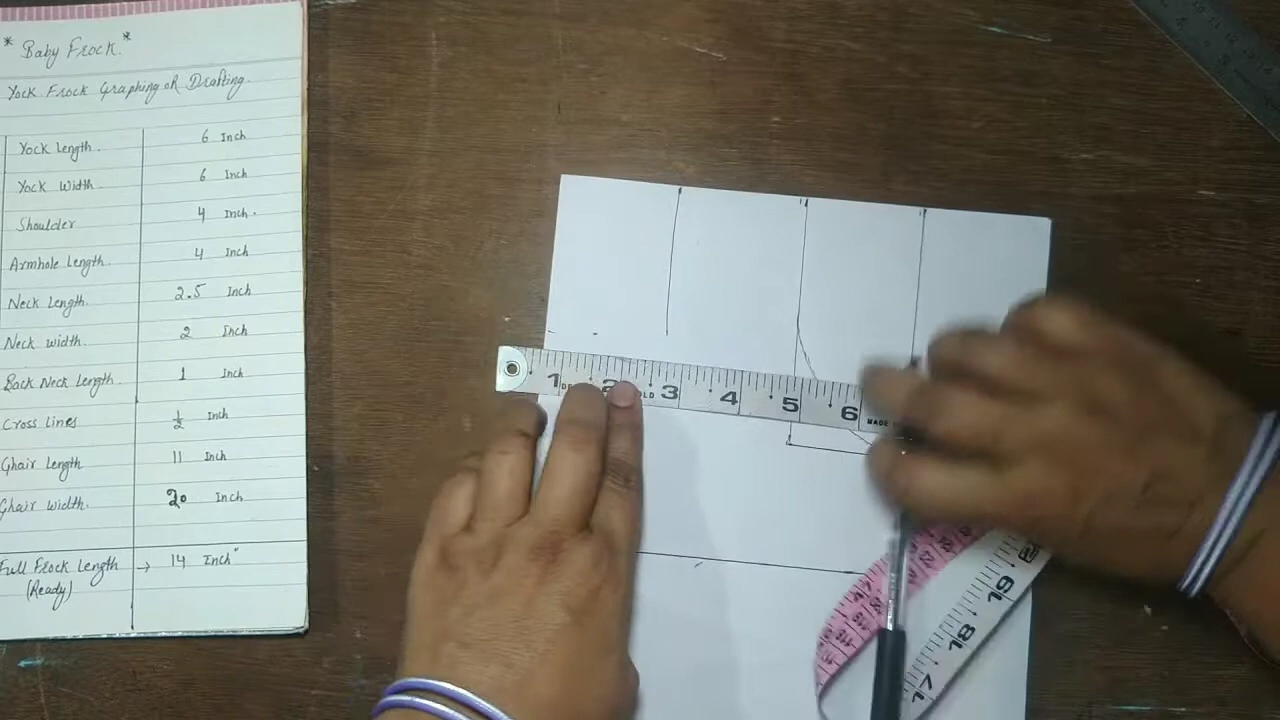 * Baby Frock. *
Yock Frock Graphing or Drafting.
Yock Length. 6 Inch
Yock Width. 6 Inch
Shoulder 4 Inch.
Armhole Length. 4 Inch
Neck Length. 2.5 Inch
Neck Width. 2 Inch
Back Neck Length. 1 Inch
Cross Lines ½ Inch
Ghair Length 11 Inch
Ghair Width. 20 Inch
Full Frock Length → 14 Inch"
(Ready)
1 2 3 4 5 6
MADE
17 18 19